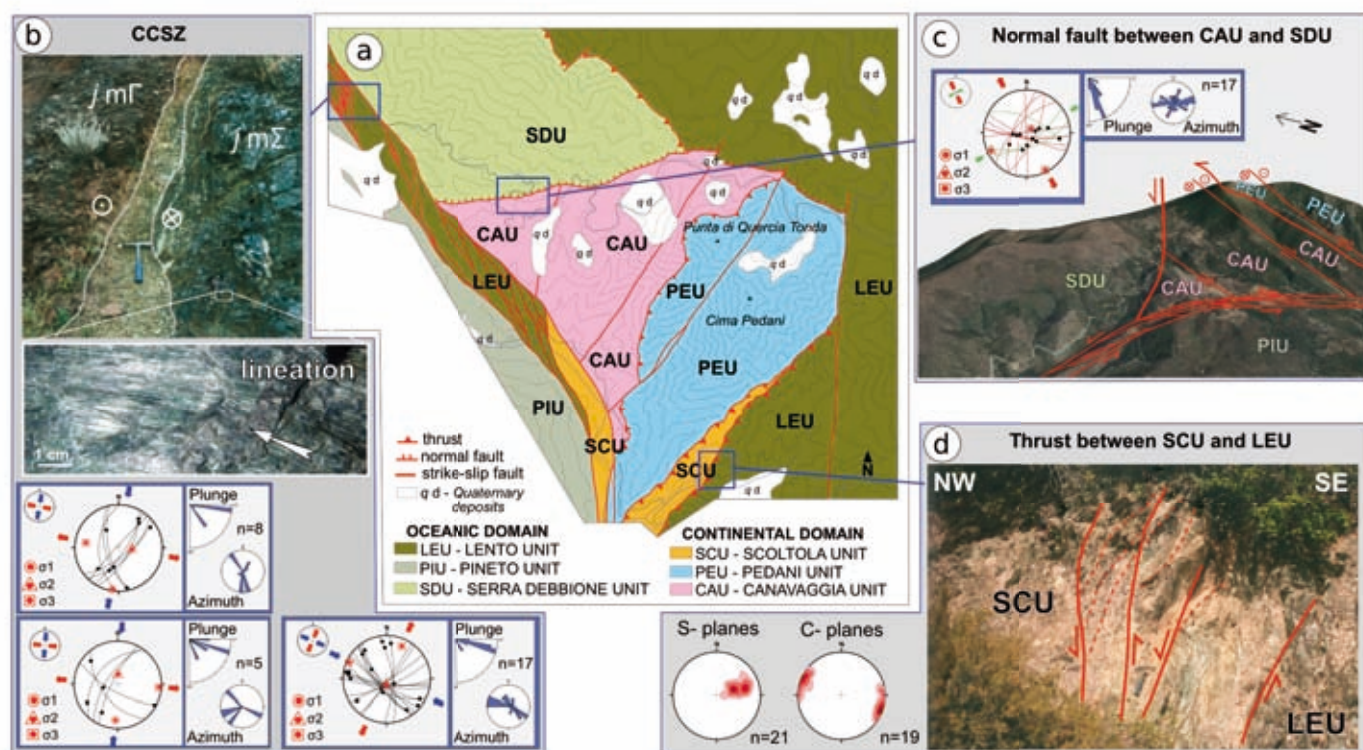 b
CCSZ
j mΓ
j mΣ
lineation
1 cm
Plunge
n=8
σ1
σ2
σ3
Azimuth
Plunge
n=5
σ1
σ2
σ3
Azimuth
Plunge
n=17
σ1
σ2
σ3
Azimuth
a
q d
q d
q d
q d
q d
q d
SDU
q d
q d
q d
CAU
CAU
q d
q d
Punta di Quercia Tonda
q d
LEU
PEU
LEU
Cima Pedani
q d
CAU
PEU
PIU
LEU
SCU
SCU
q d
N
thrust
normal fault
strike-slip fault
q d - Quaternary
deposits
OCEANIC DOMAIN
LEU - LENTO UNIT
PIU - PINETO UNIT
SDU - SERRA DEBBIONE UNIT
CONTINENTAL DOMAIN
SCU - SCOLTOLA UNIT
PEU - PEDANI UNIT
CAU - CANAVAGGIA UNIT
S- planes
C- planes
n=21
n=19
c
Normal fault between CAU and SDU
n=17
Plunge
Azimuth
σ1
σ2
σ3
N
PEU
PEU
CAU
CAU
SDU
CAU
PIU
d
Thrust between SCU and LEU
NW
SE
SCU
LEU